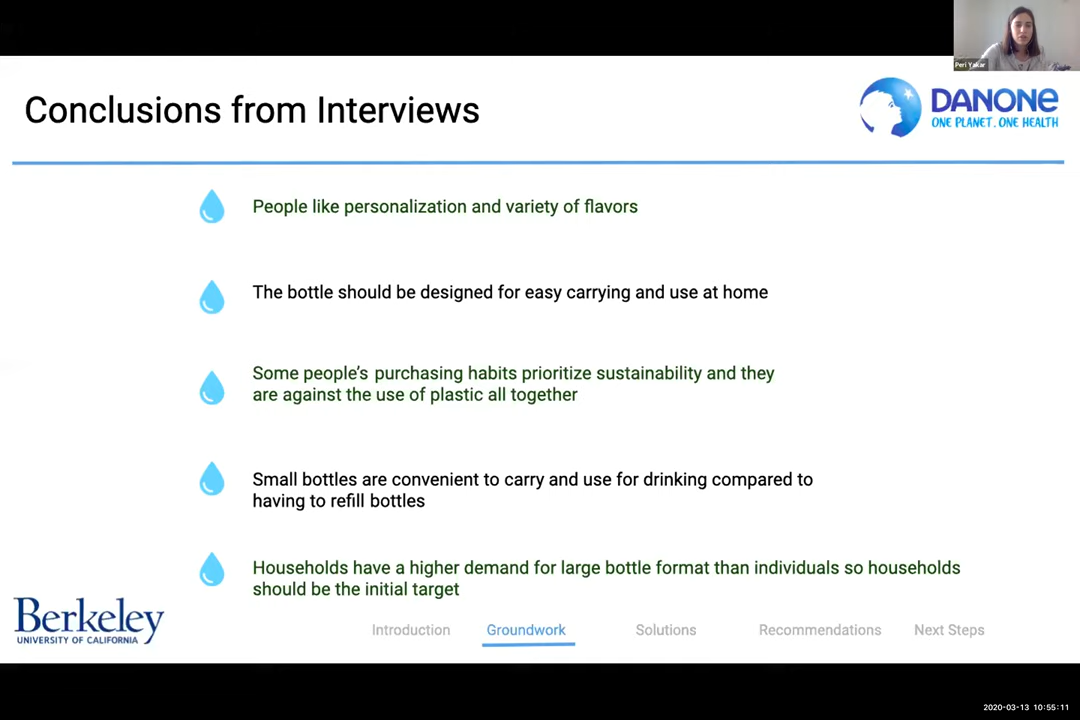 Peri Yakar
Conclusions from Interviews
DANONE
ONE PLANET. ONE HEALTH
People like personalization and variety of flavors
The bottle should be designed for easy carrying and use at home
Some people's purchasing habits prioritize sustainability and they
are against the use of plastic all together
Small bottles are convenient to carry and use for drinking compared to
having to refill bottles
Households have a higher demand for large bottle format than individuals so households
should be the initial target
Berkeley
UNIVERSITY OF CALIFORNIA
Introduction Groundwork Solutions Recommendations Next Steps
2020-03-13 10:55:11